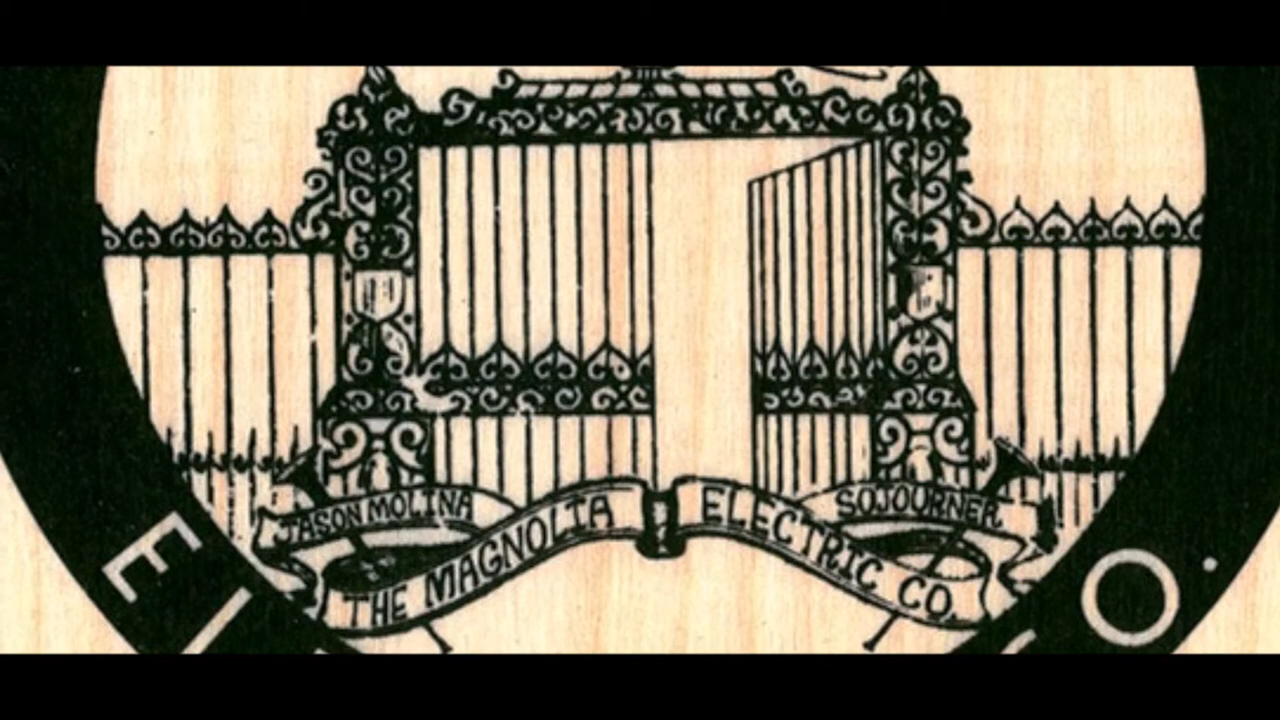 JASON MOLINA
SOJOURNER
THE MAGNOLIA ELECTRIC CO.
E
O.